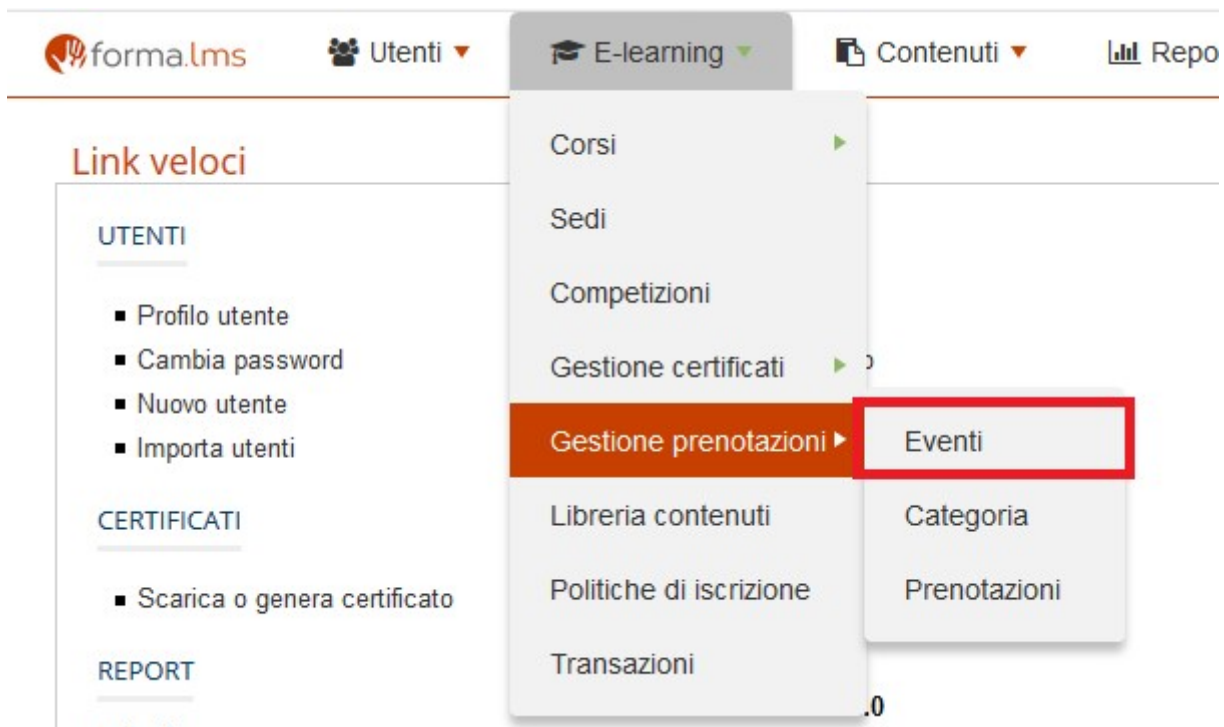 forma.lms
Utenti
E-learning
Contenuti
Repo
Link veloci
UTENTI
Profilo utente
Cambia password
Nuovo utente
Importa utenti
CERTIFICATI
Scarica o genera certificato
REPORT
Corsi
Sedi
Competizioni
Gestione certificati
Gestione prenotazioni
Libreria contenuti
Politiche di iscrizione
Transazioni
Eventi
Categoria
Prenotazioni
.0